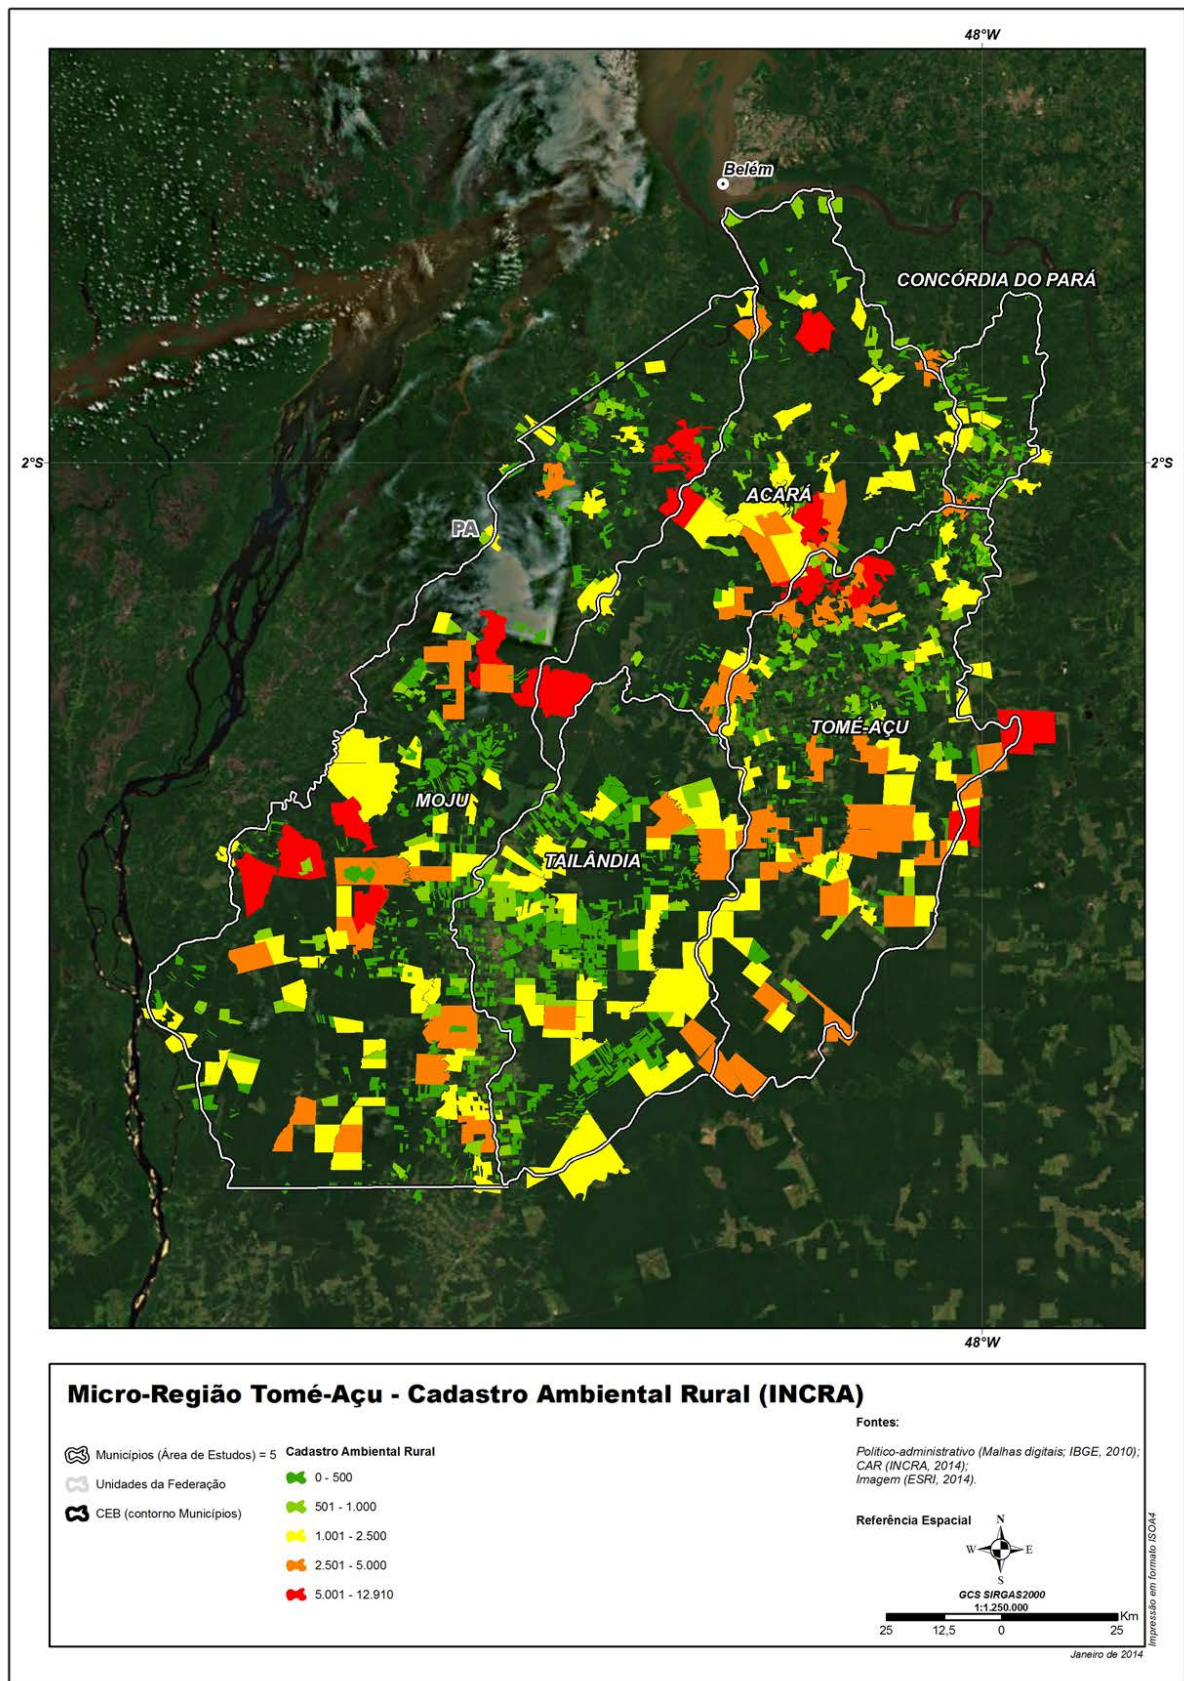 48°W
Belém
CONCÓRDIA DO PARÁ
2°S
2°S
ACARÁ
PA
TOMÉ-AÇU
MOJU
TAILÂNDIA
48°W
Micro-Região Tomé-Açu - Cadastro Ambiental Rural (INCRA)
Municípios (Área de Estudos) = 5
Unidades da Federação
CEB (contorno Municípios)
Cadastro Ambiental Rural
0 - 500
501 - 1.000
1.001 - 2.500
2.501 - 5.000
5.001 - 12.910
Fontes:
Politico-administrativo (Malhas digitais; IBGE, 2010);
CAR (INCRA, 2014);
Imagem (ESRI, 2014).
Referência Espacial
N
W E
S
GCS SIRGAS2000
1:1.250.000
Km
25 12,5 0 25
Impressão em formato ISOA4
Janeiro de 2014